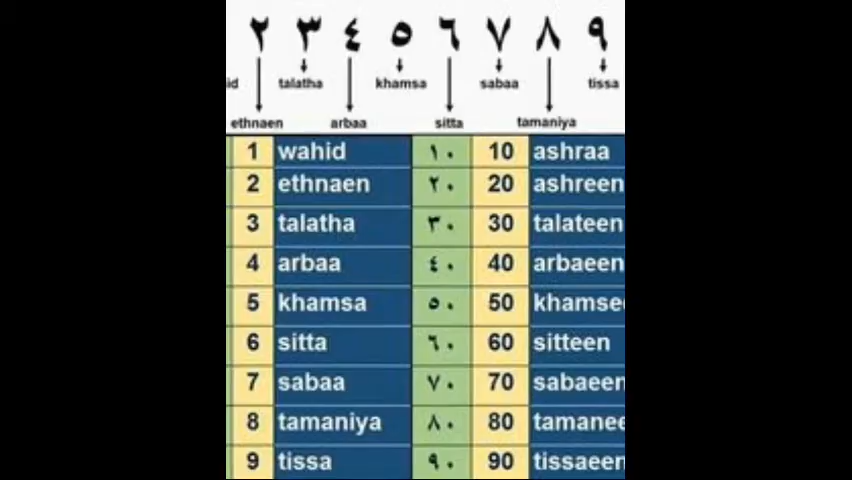 ٢ ٣ ٤ ٥ ٦ ٧ ٨ ٩
talatha khamsa sabaa tissa
ethnaen arbaa sitta tamaniya
1 wahid ١٠ 10 ashraa
2 ethnaen ٢٠ 20 ashreen
3 talatha ٣٠ 30 talateen
4 arbaa ٤٠ 40 arbaeen
5 khamsa ٥٠ 50
6 sitta ٦٠ 60 sitteen
7 sabaa ٧٠ 70 sabaeen
8 tamaniya ٨٠ 80
9 tissa ٩٠ 90 tissaeen